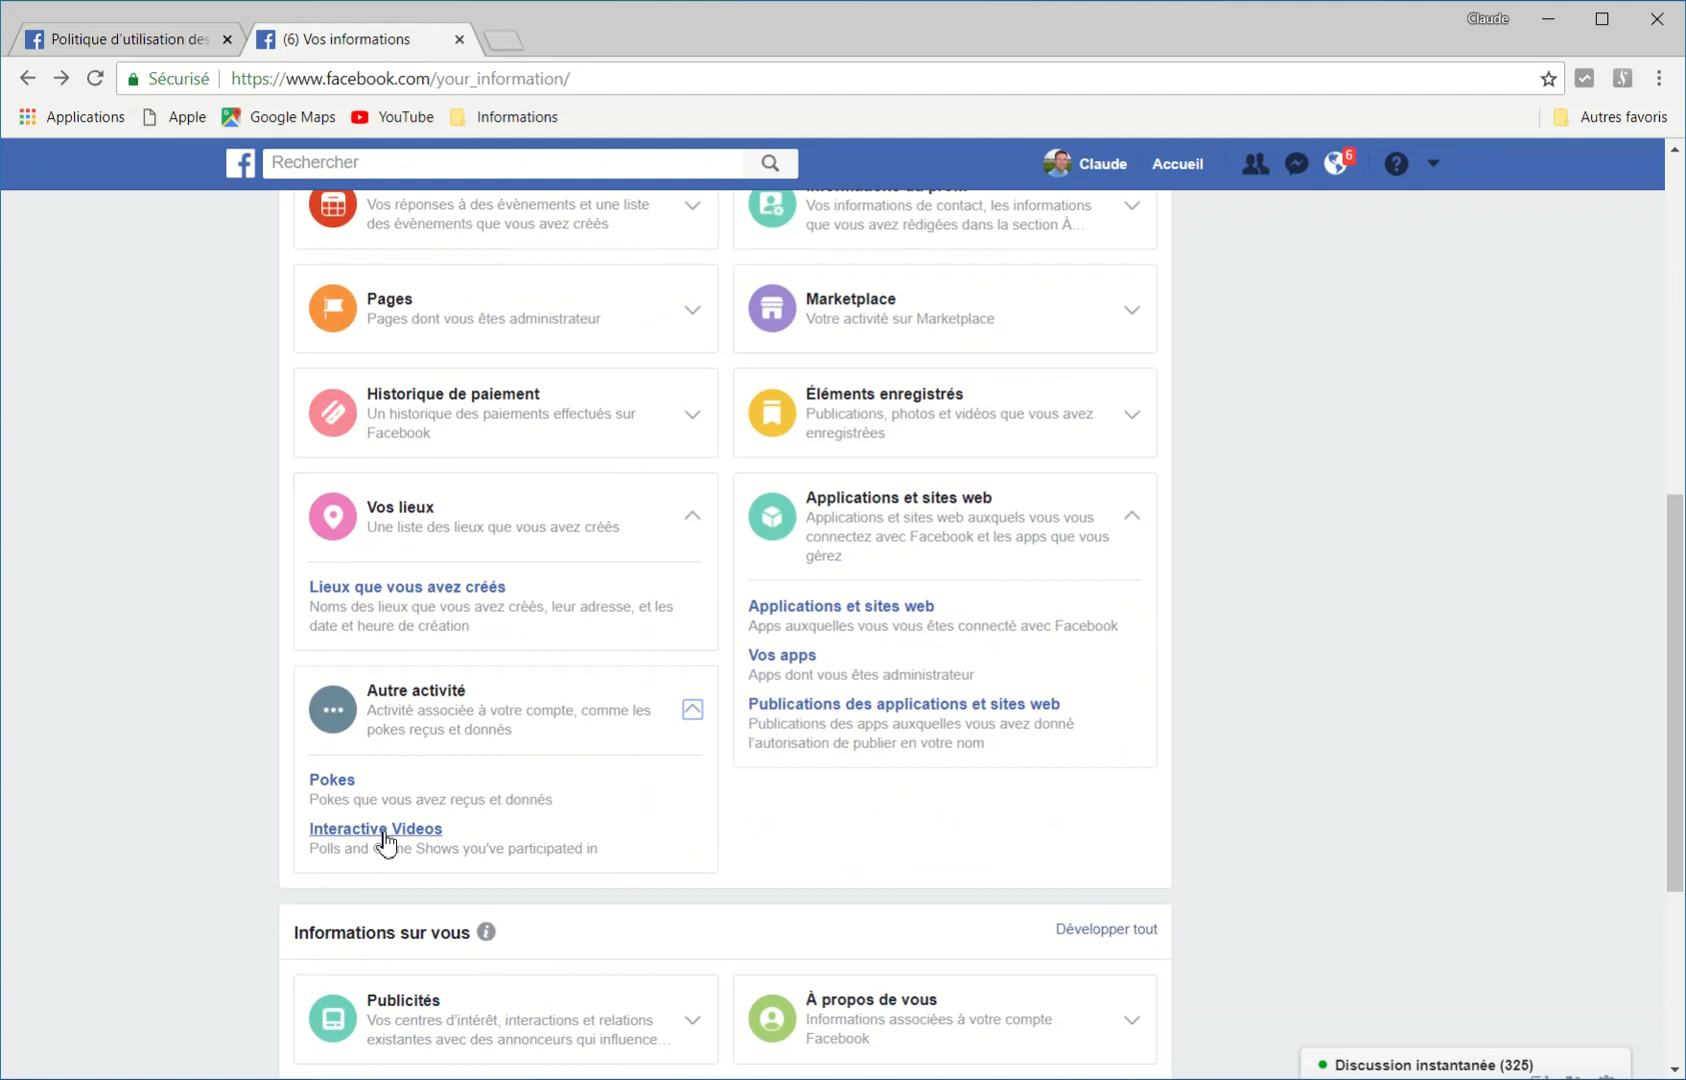 Claude
Politique d'utilisation des
(6) Vos informations
Sécurisé
https://www.facebook.com/your_information/
Applications
Apple
Google Maps
YouTube
Informations
Autres favoris
Rechercher
Claude
Accueil
6
Vos réponses à des évènements et une liste
des évènements que vous avez créés
Vos informations de contact, les informations
que vous avez rédigées dans la section À...
Pages
Pages dont vous êtes administrateur
Marketplace
Votre activité sur Marketplace
Historique de paiement
Un historique des paiements effectués sur
Facebook
Éléments enregistrés
Publications, photos et vidéos que vous avez
enregistrées
Vos lieux
Une liste des lieux que vous avez créés
Lieux que vous avez créés
Noms des lieux que vous avez créés, leur adresse, et les
date et heure de création
Applications et sites web
Applications et sites web auxquels vous vous
connectez avec Facebook et les apps que vous
gérez
Applications et sites web
Apps auxquelles vous vous êtes connecté avec Facebook
Vos apps
Apps dont vous êtes administrateur
Publications des applications et sites web
Publications des apps auxquelles vous avez donné
l'autorisation de publier en votre nom
Autre activité
Activité associée à votre compte, comme les
pokes reçus et donnés
Pokes
Pokes que vous avez reçus et donnés
Interactive Videos
Polls and Shows you've participated in
Informations sur vous
Développer tout
Publicités
Vos centres d'intérêt, interactions et relations
existantes avec des annonceurs qui influence...
À propos de vous
Informations associées à votre compte
Facebook
Discussion instantanée (325)